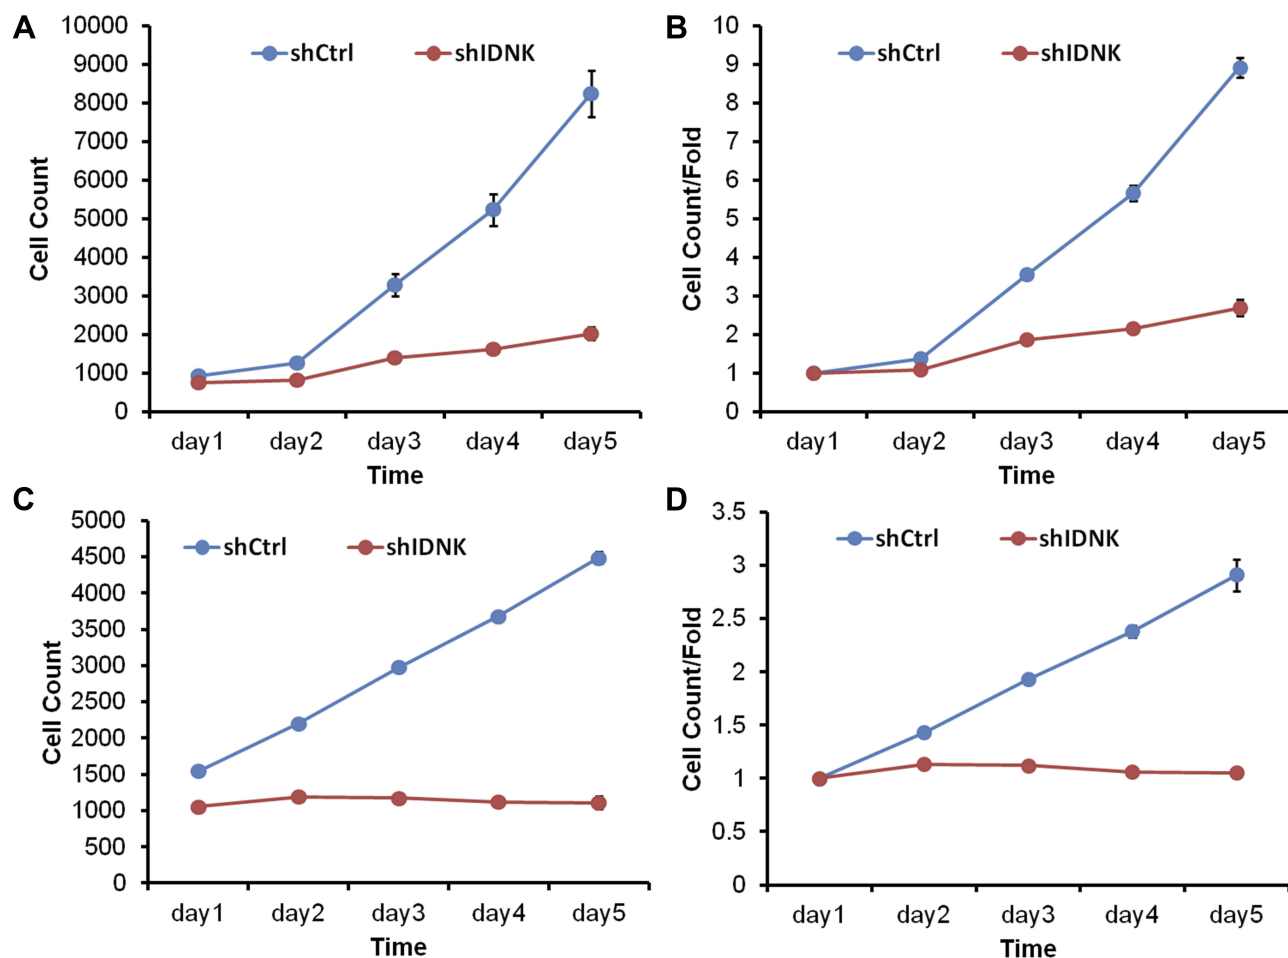 A
10000
9000
8000
7000
6000
5000
4000
3000
2000
1000
0
Cell Count
shCtrl shIDNK
day1 day2 day3 day4 day5
Time
B
10
9
8
7
6
5
4
3
2
1
0
Cell Count/Fold
shCtrl shIDNK
day1 day2 day3 day4 day5
Time
C
5000
4500
4000
3500
3000
2500
2000
1500
1000
500
0
Cell Count
shCtrl shIDNK
day1 day2 day3 day4 day5
Time
D
3.5
3
2.5
2
1.5
1
0.5
0
Cell Count/Fold
shCtrl shIDNK
day1 day2 day3 day4 day5
Time